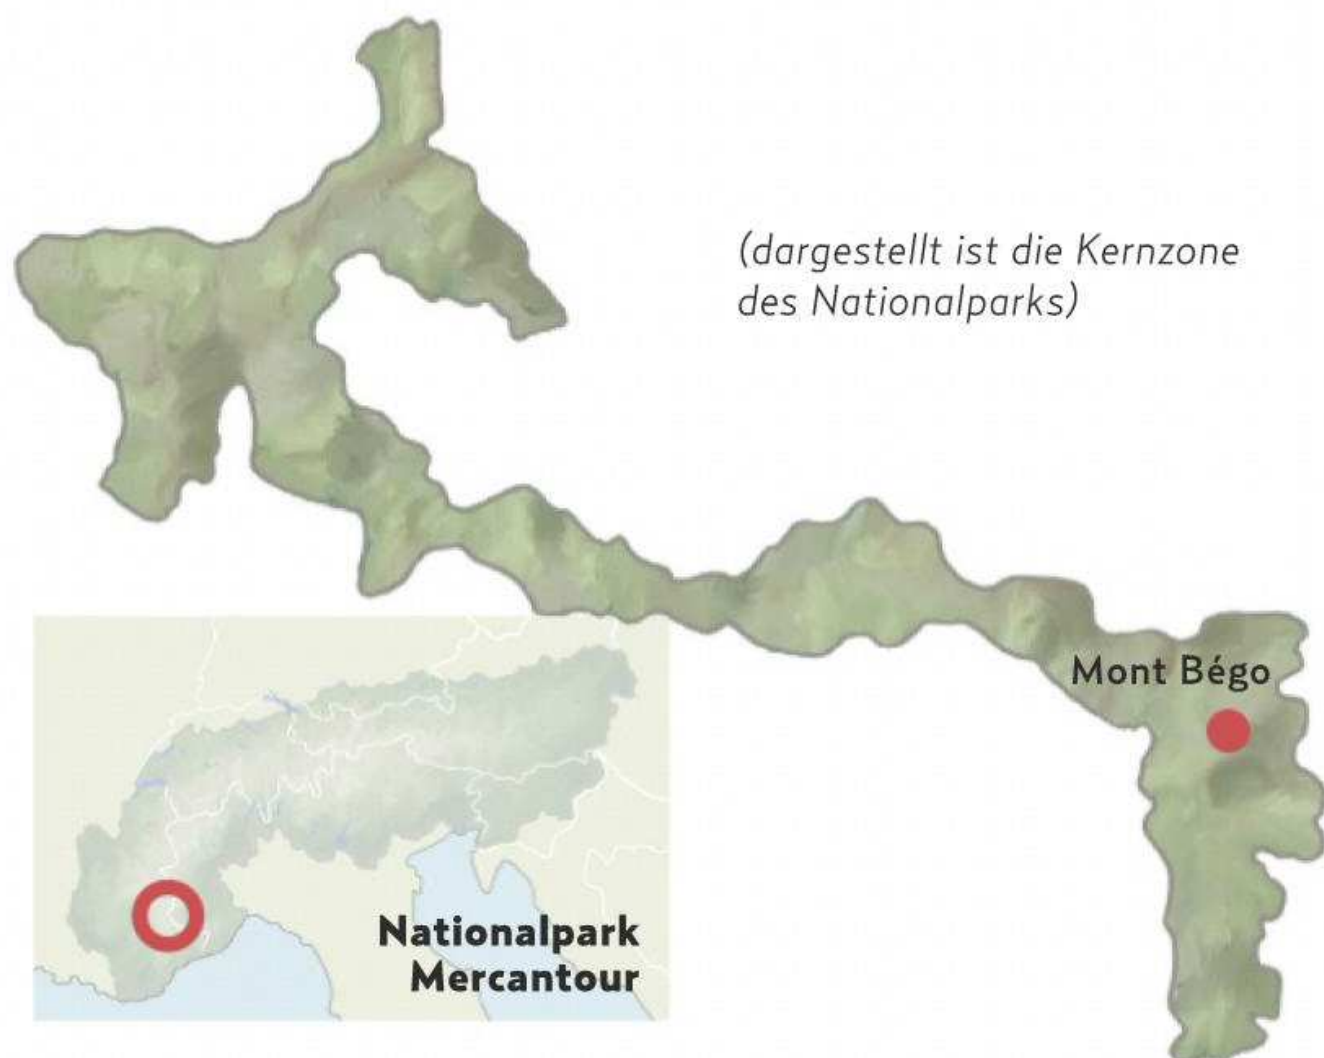 (dargestellt ist die Kernzone
des Nationalparks)
Mont Bégo
Nationalpark
Mercantour